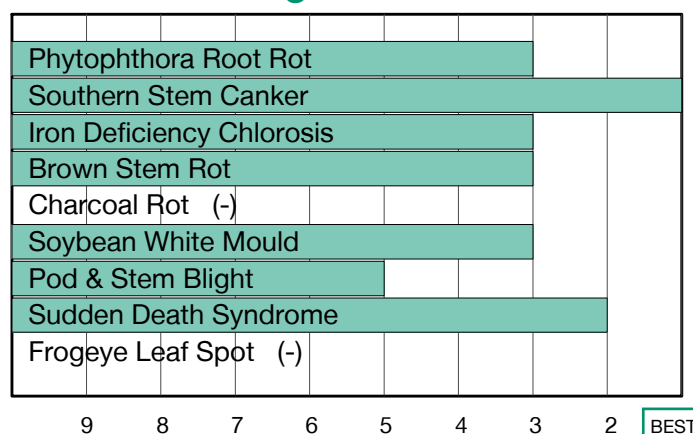 Phytophthora Root Rot
Southern Stem Canker
Iron Deficiency Chlorosis
Brown Stem Rot
Charcoal Rot (-)
Soybean White Mould
Pod & Stem Blight
Sudden Death Syndrome
Frogeye Leaf Spot (-)
9 8 7 6 5 4 3 2 BEST